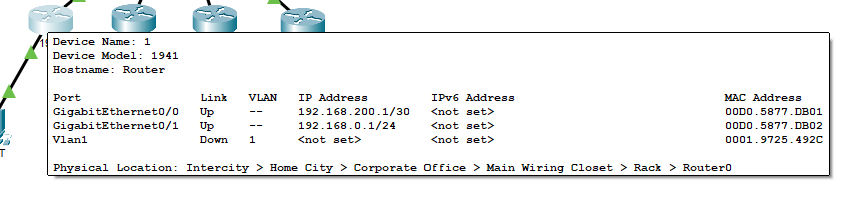 Device Name: 1
Device Model: 1941
Hostname: Router
Port Link VLAN IP Address IPv6 Address MAC Address
GigabitEthernet0/0 Up -- 192.168.200.1/30 <not set> 00D0.5877.DB01
GigabitEthernet0/1 Up -- 192.168.0.1/24 <not set> 00D0.5877.DB02
Vlan1 Down 1 <not set> <not set> 0001.9725.492C
Physical Location: Intercity > Home City > Corporate Office > Main Wiring Closet > Rack > Router0